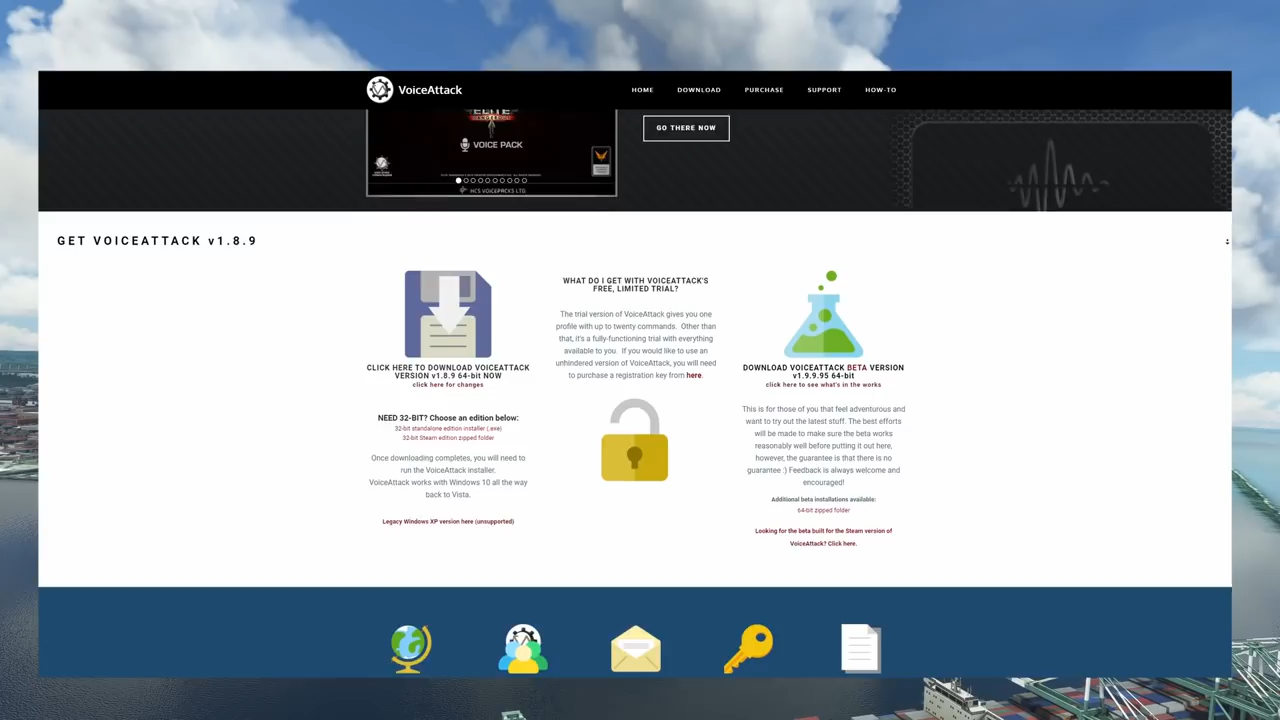 VoiceAttack
HOME
DOWNLOAD
PURCHASE
SUPPORT
HOW-TO
ELITE
VOICE PACK
HCS VOICEPACKS LTD.
GO THERE NOW
GET VOICEATTACK v1.8.9
CLICK HERE TO DOWNLOAD VOICEATTACK
VERSION v1.8.9 64-bit NOW
click here for changes
NEED 32-BIT? Choose an edition below:
32-bit standalone edition installer (.exe)
32-bit Steam edition zipped folder
Once downloading completes, you will need to
run the VoiceAttack installer.
VoiceAttack works with Windows 10 all the way
back to Vista.
Legacy Windows XP version here (unsupported)
WHAT DO I GET WITH VOICEATTACK'S
FREE, LIMITED TRIAL?
The trial version of VoiceAttack gives you one
profile with up to twenty commands. Other than
that, it's a fully-functioning trial with everything
available to you. If you would like to use an
unhindered version of VoiceAttack, you will need
to purchase a registration key from here.
DOWNLOAD VOICEATTACK BETA VERSION
v1.9.9.95 64-bit
click here to see what's in the works
This is for those of you that feel adventurous and
want to try out the latest stuff. The best efforts
will be made to make sure the beta works
reasonably well before putting it out here,
however, the guarantee is that there is no
guarantee :) Feedback is always welcome and
encouraged!
Additional beta installations available:
64-bit zipped folder
Looking for the beta built for the Steam version of
VoiceAttack? Click here.